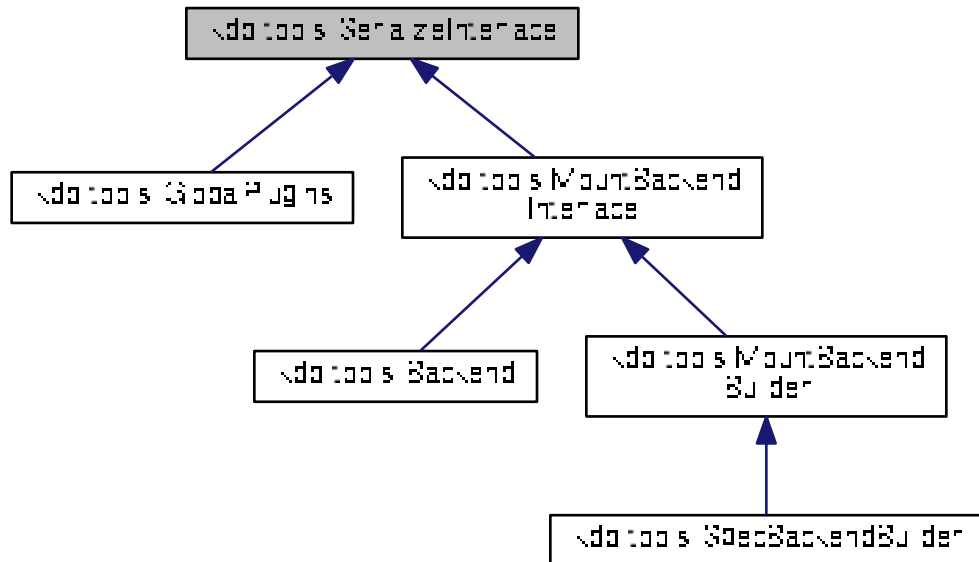 kdb::tools::SerializeInterface
kdb::tools::GlobalPlugins
kdb::tools::MountBackend
Interface
kdb::tools::Backend
kdb::tools::MountBackend
Builder
kdb::tools::SpecBackendBuilder